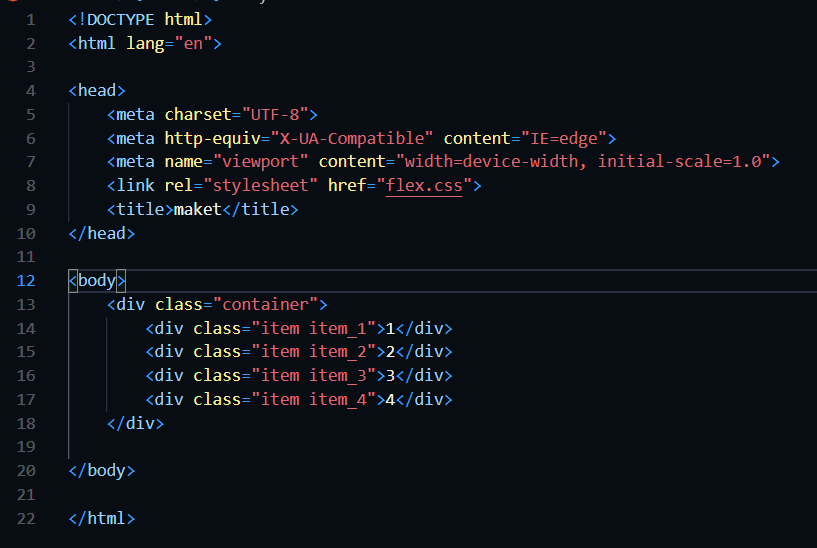 1 <!DOCTYPE html>
2 <html lang="en">
3
4 <head>
5     <meta charset="UTF-8">
6     <meta http-equiv="X-UA-Compatible" content="IE=edge">
7     <meta name="viewport" content="width=device-width, initial-scale=1.0">
8     <link rel="stylesheet" href="flex.css">
9     <title>maket</title>
10 </head>
11
12 <body>
13     <div class="container">
14         <div class="item item_1">1</div>
15         <div class="item item_2">2</div>
16         <div class="item item_3">3</div>
17         <div class="item item_4">4</div>
18     </div>
19
20 </body>
21
22 </html>